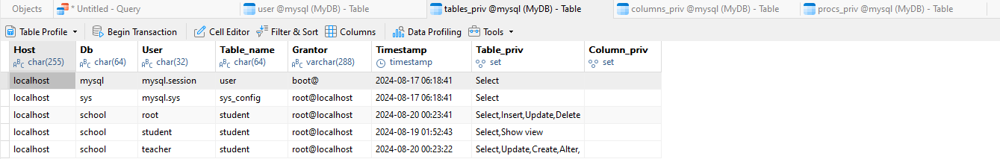 Objects * Untitled - Query user @mysql (MyDB) - Table tables_priv @mysql (MyDB) - Table columns_priv @mysql (MyDB) - Table procs_priv @mysql (MyDB) - Table
Table Profile Begin Transaction Cell Editor Filter & Sort Columns Data Profiling Tools
Host Db User Table_name Grantor Timestamp Table_priv Column_priv
ABC char(255) ABC char(64) ABC char(32) ABC char(64) ABC varchar(288) timestamp set set
localhost mysql mysql.session user boot@ 2024-08-17 06:18:41 Select
localhost sys mysql.sys sys_config root@localhost 2024-08-17 06:18:41 Select
localhost school root student root@localhost 2024-08-20 00:23:41 Select,Insert,Update,Delete
localhost school student student root@localhost 2024-08-19 01:52:43 Select,Show view
localhost school teacher student root@localhost 2024-08-20 00:23:22 Select,Update,Create,Alter,